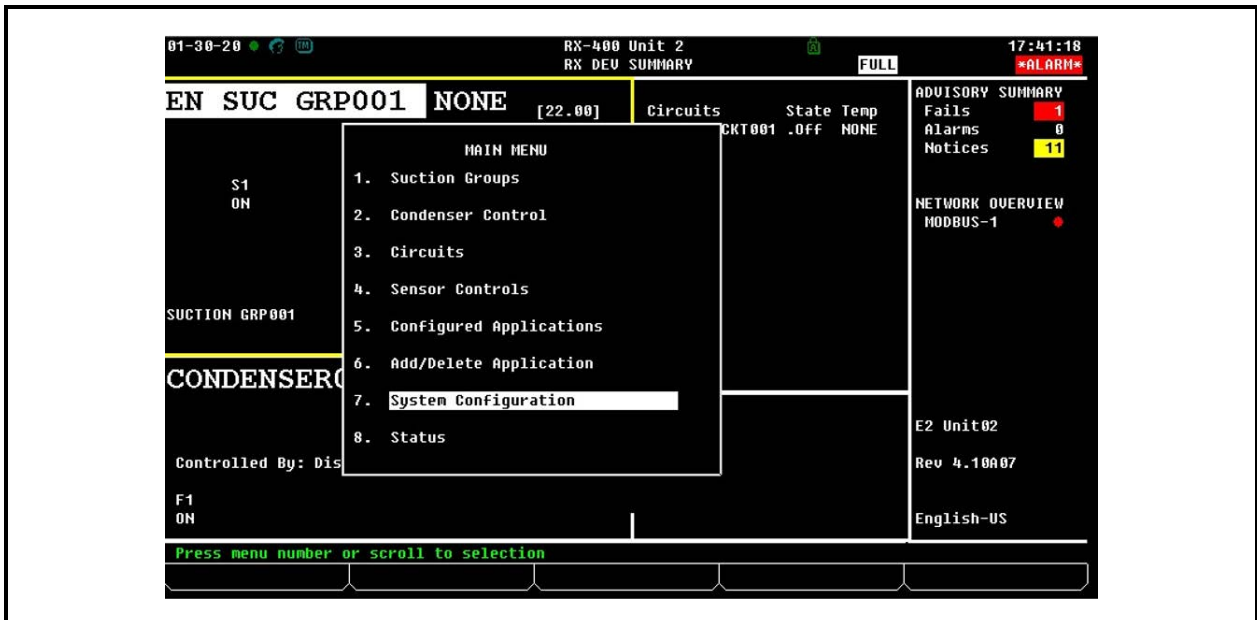 01-30-20 RX-400 Unit 2 17:41:18
RX DEV SUMMARY FULL *ALARM*
EN SUC GRP001 NONE [22.00]
Circuits State Temp
CKT001 .Off NONE
S1
ON
SUCTION GRP001
MAIN MENU
1. Suction Groups
2. Condenser Control
3. Circuits
4. Sensor Controls
5. Configured Applications
6. Add/Delete Application
7. System Configuration
8. Status
CONDENSER
Controlled By: Dis
F1
ON
ADVISORY SUMMARY
Fails 1
Alarms 0
Notices 11
NETWORK OVERVIEW
MODBUS-1
E2 Unit02
Rev 4.10A07
English-US
Press menu number or scroll to selection